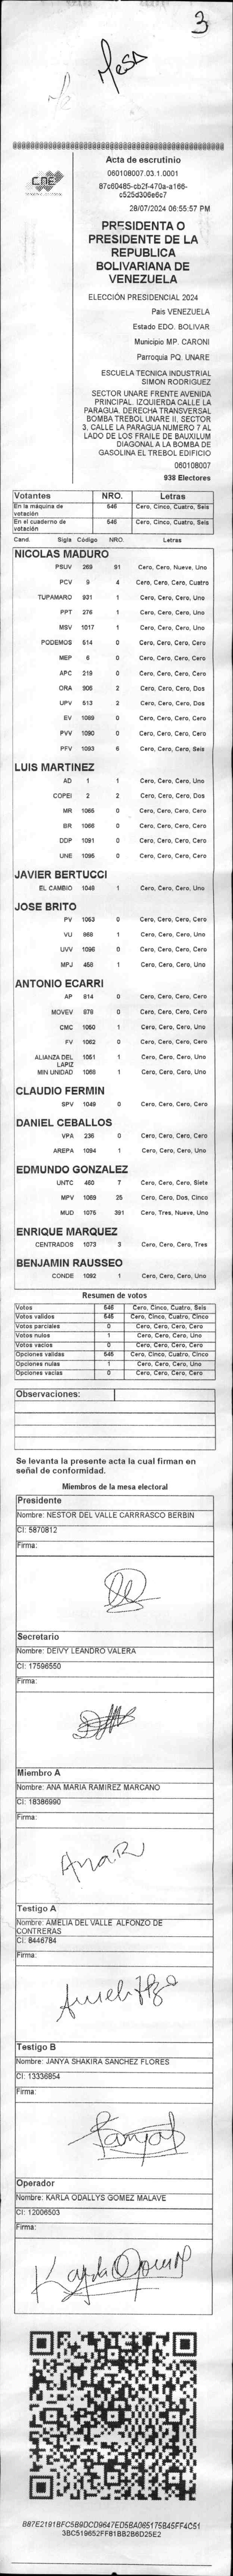 3
Mesa
CNE
Acta de escrutinio
060108007.03.1.0001
87c60485-cb2f-470a-a166-
c525d306e6c7
28/07/2024 06:55:57 PM
PRESIDENTA O
PRESIDENTE DE LA
REPUBLICA
BOLIVARIANA DE
VENEZUELA
ELECCIÓN PRESIDENCIAL 2024
País VENEZUELA
Estado EDO. BOLIVAR
Municipio MP. CARONI
Parroquia PQ. UNARE
ESCUELA TECNICA INDUSTRIAL
SIMON RODRIGUEZ
SECTOR UNARE FRENTE AVENIDA
PRINCIPAL. IZQUIERDA CALLE LA
PARAGUA. DERECHA TRANSVERSAL
BOMBA TREBOL UNARE II, SECTOR
3, CALLE LA PARAGUA NUMERO 7 AL
LADO DE LOS FRAILE DE BAUXILUM
DIAGONAL A LA BOMBA DE
GASOLINA EL TREBOL EDIFICIO
060108007
938 Electores
Votantes NRO. Letras
En la máquina de votación 546 Cero, Cinco, Cuatro, Seis
En el cuaderno de votación 546 Cero, Cinco, Cuatro, Seis
Cand. Sigla Código NRO. Letras
NICOLAS MADURO
PSUV 269 91 Cero, Cero, Nueve, Uno
PCV 9 4 Cero, Cero, Cero, Cuatro
TUPAMARO 931 1 Cero, Cero, Cero, Uno
PPT 276 1 Cero, Cero, Cero, Uno
MSV 1017 1 Cero, Cero, Cero, Uno
PODEMOS 514 0 Cero, Cero, Cero, Cero
MEP 6 0 Cero, Cero, Cero, Cero
APC 219 0 Cero, Cero, Cero, Cero
ORA 906 2 Cero, Cero, Cero, Dos
UPV 513 2 Cero, Cero, Cero, Dos
EV 1089 0 Cero, Cero, Cero, Cero
PVV 1090 0 Cero, Cero, Cero, Cero
PFV 1093 6 Cero, Cero, Cero, Seis
LUIS MARTINEZ
AD 1 1 Cero, Cero, Cero, Uno
COPEI 2 2 Cero, Cero, Cero, Dos
MR 1065 0 Cero, Cero, Cero, Cero
BR 1066 0 Cero, Cero, Cero, Cero
DDP 1091 0 Cero, Cero, Cero, Cero
UNE 1095 0 Cero, Cero, Cero, Cero
JAVIER BERTUCCI
EL CAMBIO 1048 1 Cero, Cero, Cero, Uno
JOSE BRITO
PV 1053 0 Cero, Cero, Cero, Cero
VU 868 1 Cero, Cero, Cero, Uno
UVV 1096 0 Cero, Cero, Cero, Cero
MPJ 458 1 Cero, Cero, Cero, Uno
ANTONIO ECARRI
AP 814 0 Cero, Cero, Cero, Cero
MOVEV 879 0 Cero, Cero, Cero, Cero
CMC 1050 1 Cero, Cero, Cero, Uno
FV 1052 0 Cero, Cero, Cero, Cero
ALIANZA DEL LAPIZ 1051 1 Cero, Cero, Cero, Uno
MIN UNIDAD 1068 1 Cero, Cero, Cero, Uno
CLAUDIO FERMIN
SPV 1049 0 Cero, Cero, Cero, Cero
DANIEL CEBALLOS
VPA 236 0 Cero, Cero, Cero, Cero
AREPA 1094 1 Cero, Cero, Cero, Uno
EDMUNDO GONZALEZ
UNTC 460 7 Cero, Cero, Cero, Siete
MPV 1069 25 Cero, Cero, Dos, Cinco
MUD 1075 391 Cero, Tres, Nueve, Uno
ENRIQUE MARQUEZ
CENTRADOS 1073 3 Cero, Cero, Cero, Tres
BENJAMIN RAUSSEO
CONDE 1092 1 Cero, Cero, Cero, Uno
Resumen de votos
Votos 546 Cero, Cinco, Cuatro, Seis
Votos validos 545 Cero, Cinco, Cuatro, Cinco
Votos parciales 0 Cero, Cero, Cero, Cero
Votos nulos 1 Cero, Cero, Cero, Uno
Votos vacios 0 Cero, Cero, Cero, Cero
Opciones validas 545 Cero, Cinco, Cuatro, Cinco
Opciones nulas 1 Cero, Cero, Cero, Uno
Opciones vacias 0 Cero, Cero, Cero, Cero
Observaciones:
Se levanta la presente acta la cual firman en
señal de conformidad.
Miembros de la mesa electoral
Presidente
Nombre: NESTOR DEL VALLE CARRRASCO BERBIN
CI: 5870812
Firma:
Secretario
Nombre: DEIVY LEANDRO VALERA
CI: 17596550
Firma:
Miembro A
Nombre: ANA MARIA RAMIREZ MARCANO
CI: 18386990
Firma:
Ana R
Testigo A
Nombre: AMELIA DEL VALLE ALFONZO DE
CONTRERAS
CI: 8446784
Firma:
Testigo B
Nombre: JANYA SHAKIRA SANCHEZ FLORES
CI: 13336854
Firma:
Operador
Nombre: KARLA ODALLYS GOMEZ MALAVE
CI: 12006503
Firma:
B87E2191BFC5B9DCD9647ED5BA065175B45FF4C51
3BC519652FF81BB2B6D25E2